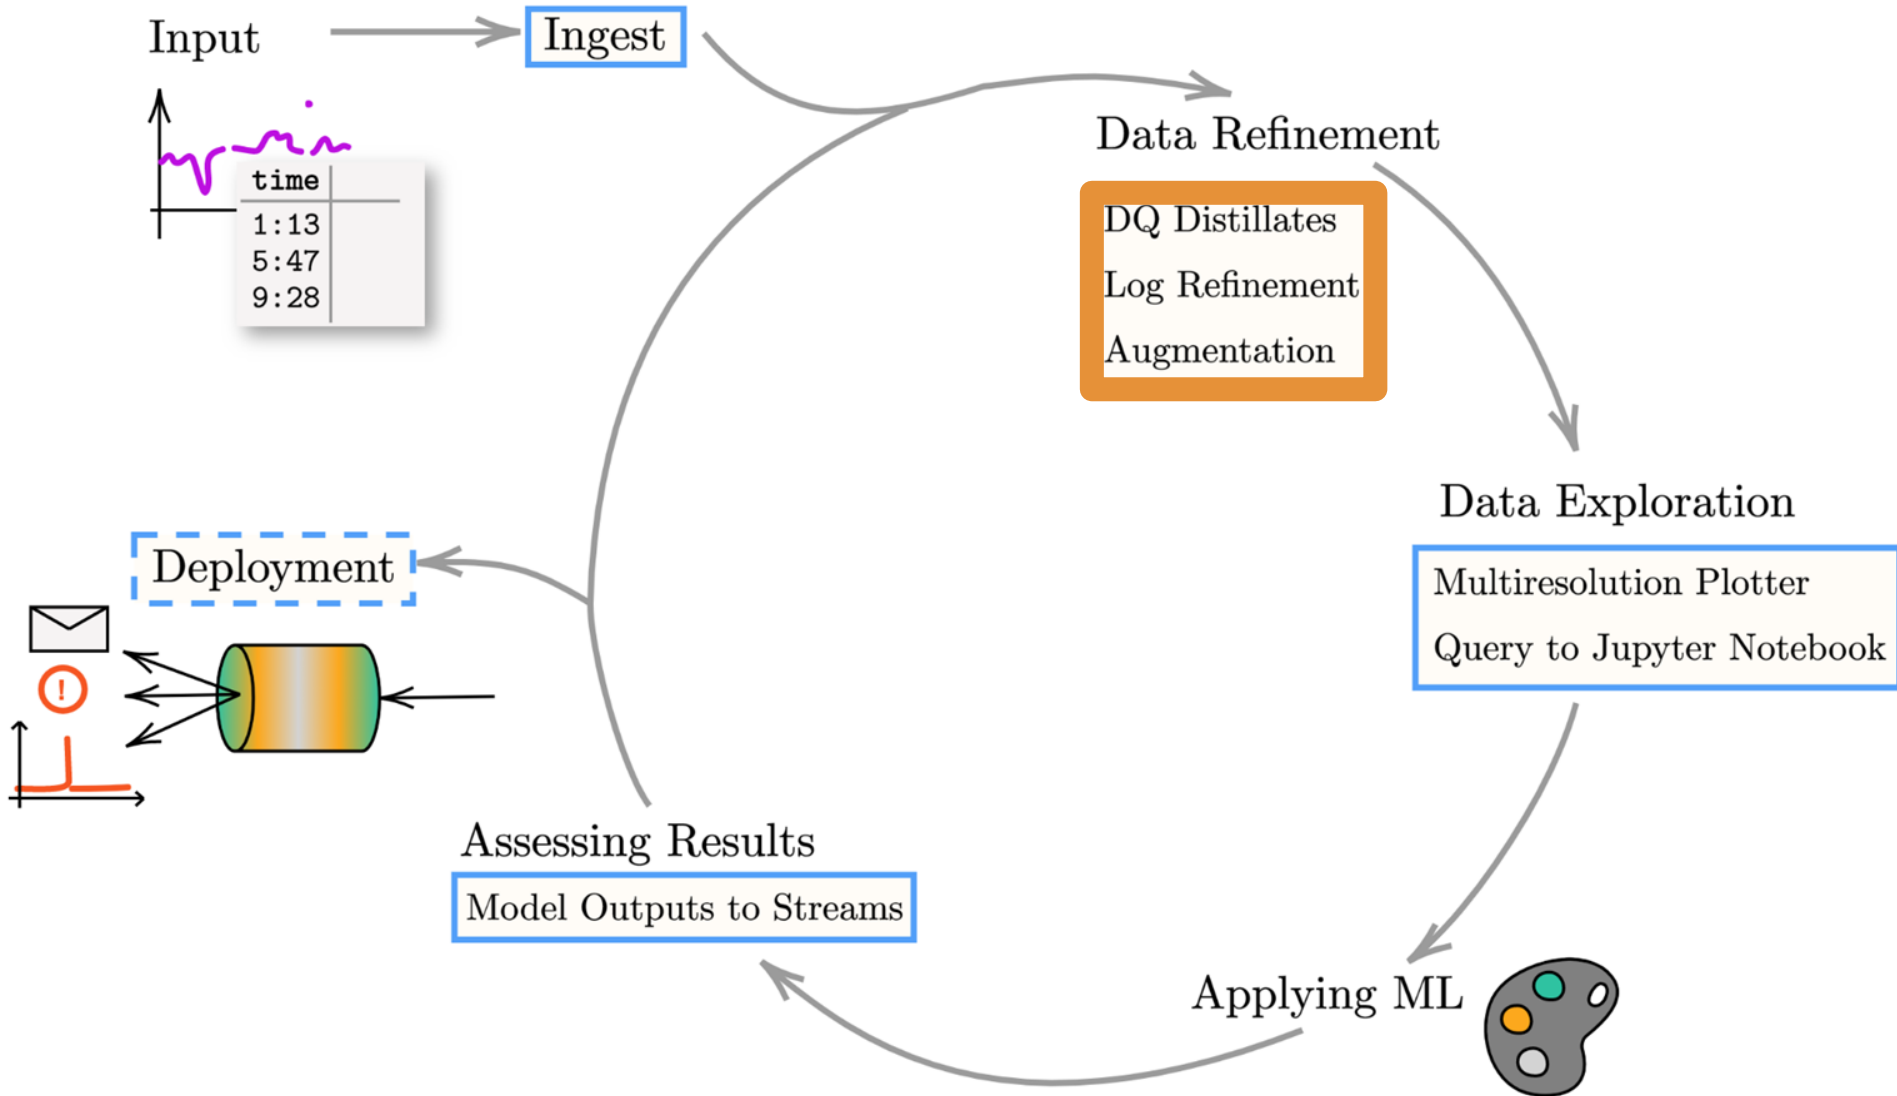 Input
Ingest
time
1:13
5:47
9:28
Data Refinement
DQ Distillates
Log Refinement
Augmentation
Data Exploration
Multiresolution Plotter
Query to Jupyter Notebook
Applying ML
Assessing Results
Model Outputs to Streams
Deployment
!